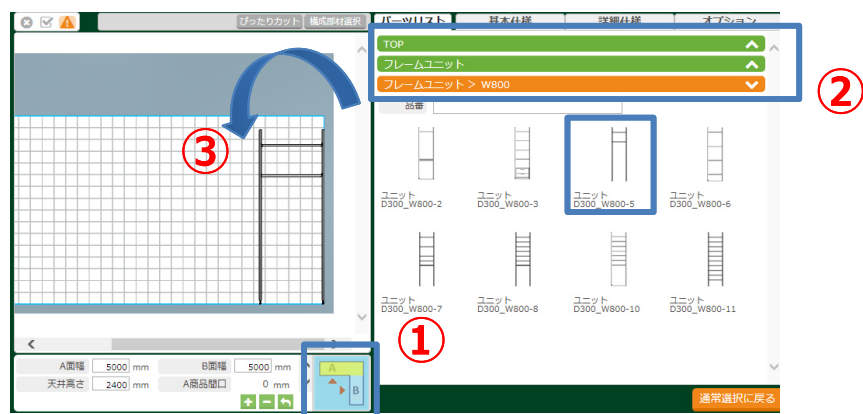 ぴったりカット 構成部材選択
パーツリスト 基本仕様 詳細仕様 オプション
TOP
フレームユニット
フレームユニット > W800
②
品番
③
ユニット
D300_W800-2
ユニット
D300_W800-3
ユニット
D300_W800-5
ユニット
D300_W800-6
ユニット
D300_W800-7
ユニット
D300_W800-8
ユニット
D300_W800-10
ユニット
D300_W800-11
①
A面幅 5000 mm B面幅 5000 mm
天井高さ 2400 mm A商品間口 0 mm
A
B
通常選択に戻る